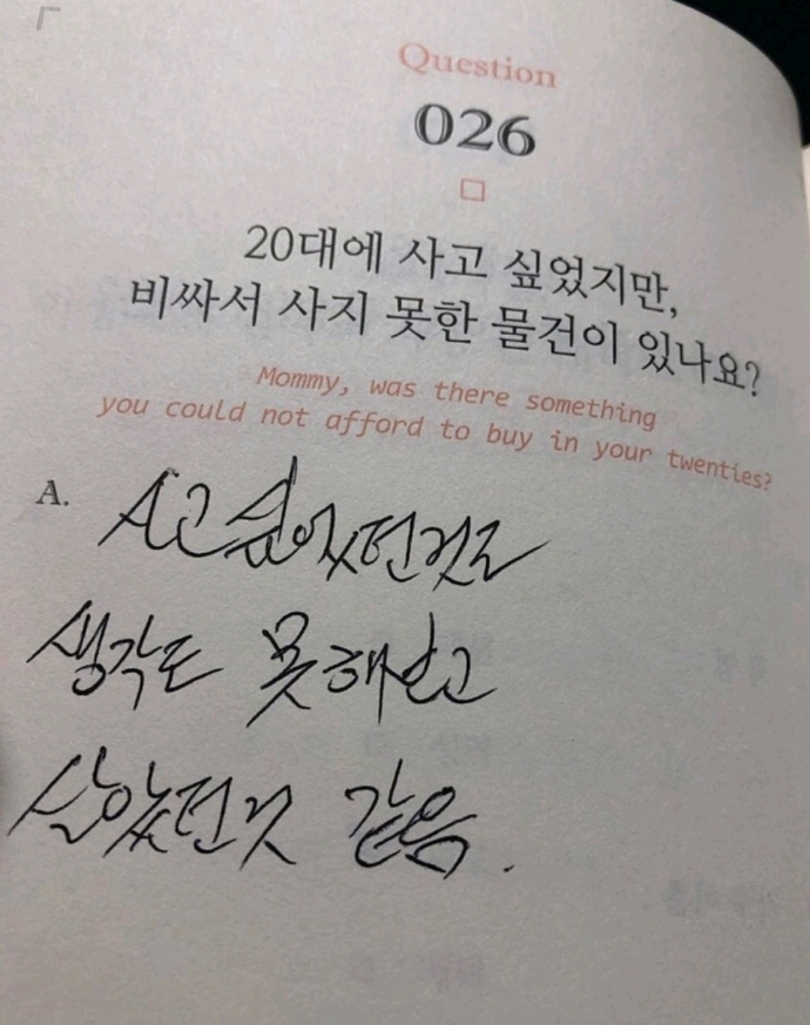 Question
026
20대에 사고 싶었지만,
비싸서 사지 못한 물건이 있나요?
Mommy, was there something
you could not afford to buy in your twenties?
A. 사고 싶었던 것도
생각도 못해보고
살았던 것 같음.